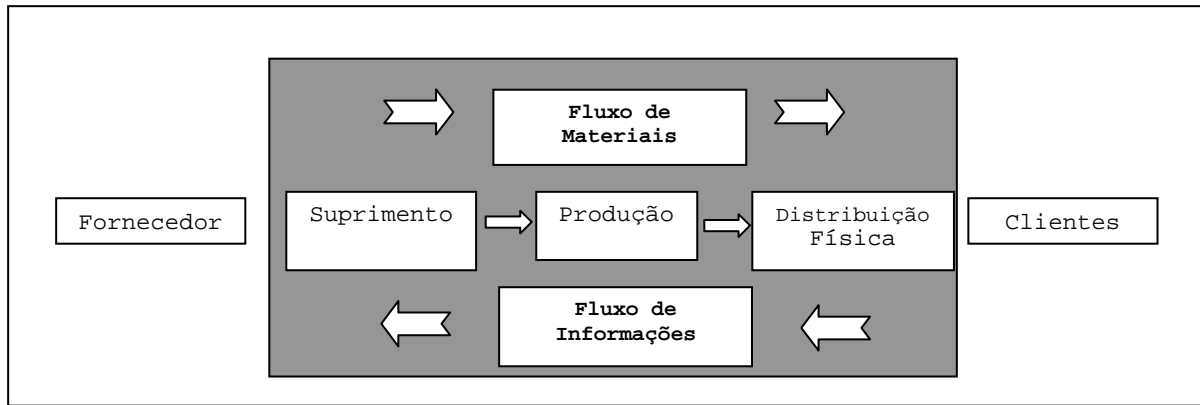 Fluxo de
Materiais
Fornecedor
Suprimento
Produção
Distribuição
Física
Clientes
Fluxo de
Informações